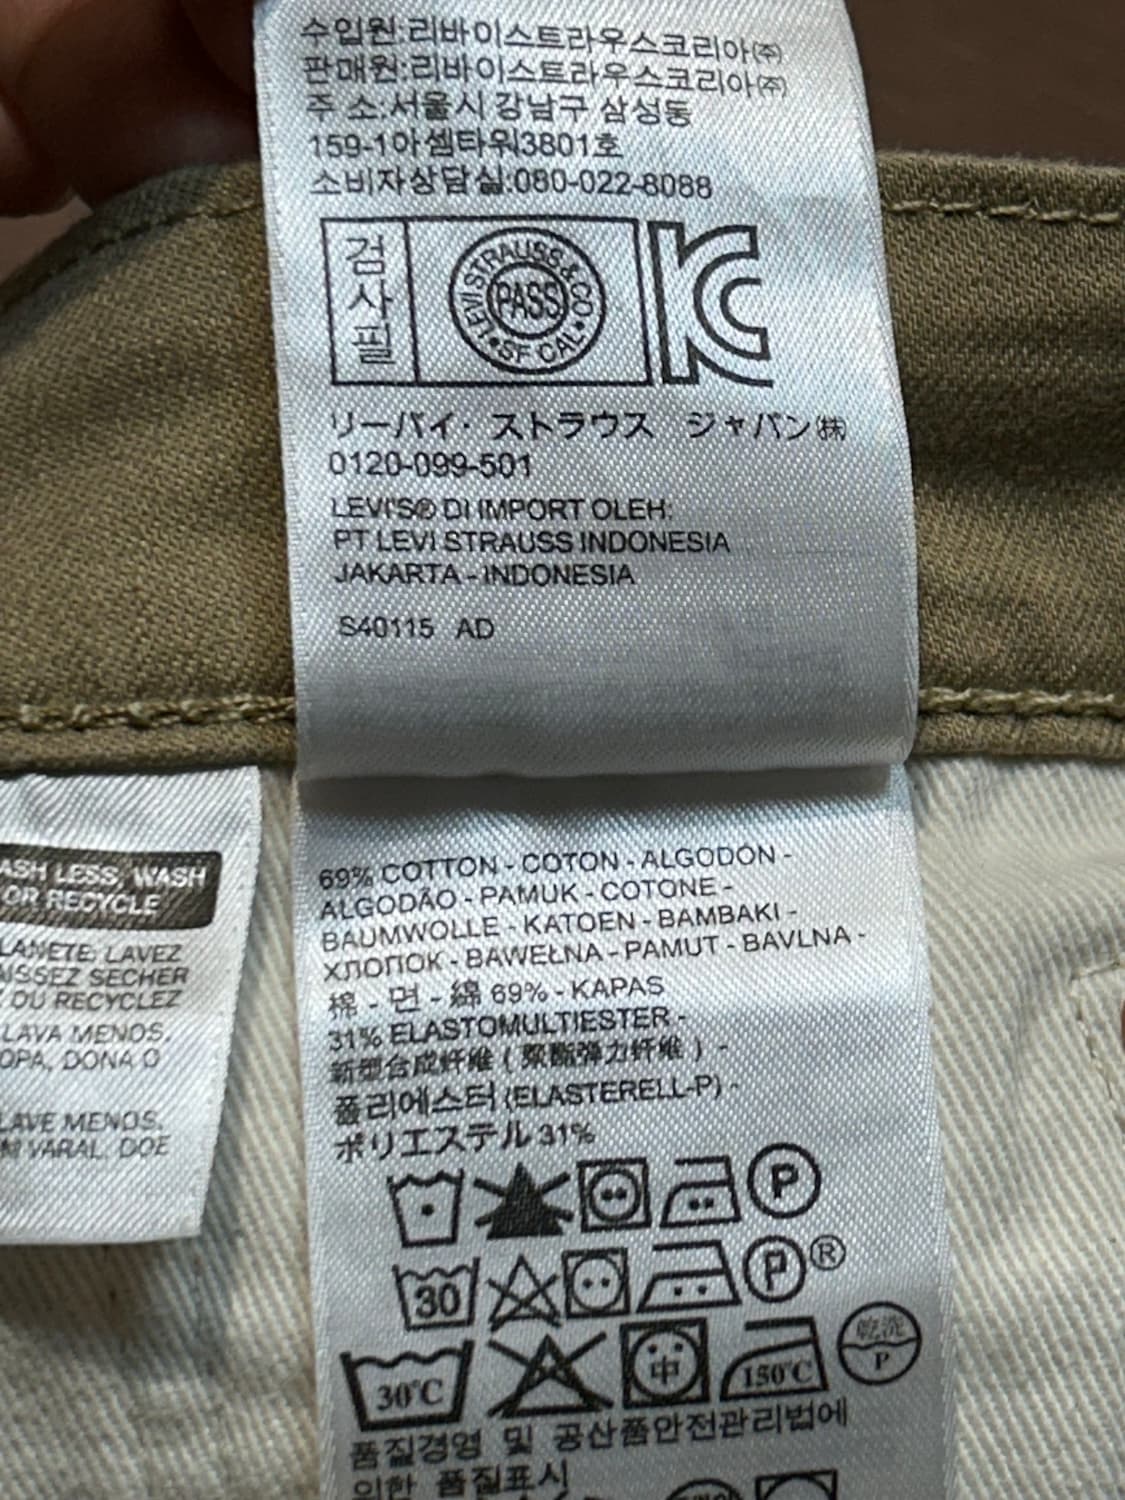 수입원:리바이스트라우스코리아(주)
판매원:리바이스트라우스코리아(주)
주 소:서울시 강남구 삼성동
159-1아셈타워3801호
소비자상담실:080-022-8088
검사필
LEVI STRAUSS & CO
PASS
SF CAL
KC
リーバイ・ストラウス ジャパン(株)
0120-099-501
LEVI'S® DI IMPORT OLEH:
PT LEVI STRAUSS INDONESIA
JAKARTA - INDONESIA
S40115 AD
ASH LESS, WASH
OR RECYCLE
LANETE: LAVEZ
AISSEZ SECHER
OU RECYCLEZ
LAVA MENOS.
OPA, DONA O
LAVE MENOS.
M VARAL, DOE
69% COTTON - COTON - ALGODON -
ALGODÃO - PAMUK - COTONE -
BAUMWOLLE - KATOEN - BAMBAKI -
ХЛОПОК - BAWEŁNA - PAMUT - BAVLNA -
棉 - 면 - 綿 69% - KAPAS
31% ELASTOMULTIESTER -
新型合成纤维 ( 聚酯弹力纤维 ) -
폴리에스터 (ELASTERELL-P) -
ポリエステル 31%
P
30 P ®
30°C 中 150°C 乾洗 P
품질경영 및 공산품안전관리법에
의한 품질표시